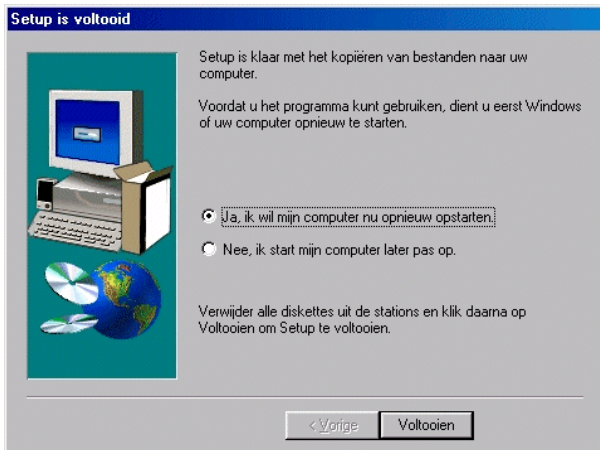 Setup is voltooid
Setup is klaar met het kopiëren van bestanden naar uw
computer.
Voordat u het programma kunt gebruiken, dient u eerst Windows
of uw computer opnieuw te starten.
Ja, ik wil mijn computer nu opnieuw opstarten.
Nee, ik start mijn computer later pas op.
Verwijder alle diskettes uit de stations en klik daarna op
Voltooien om Setup te voltooien.
< Vorige
Voltooien